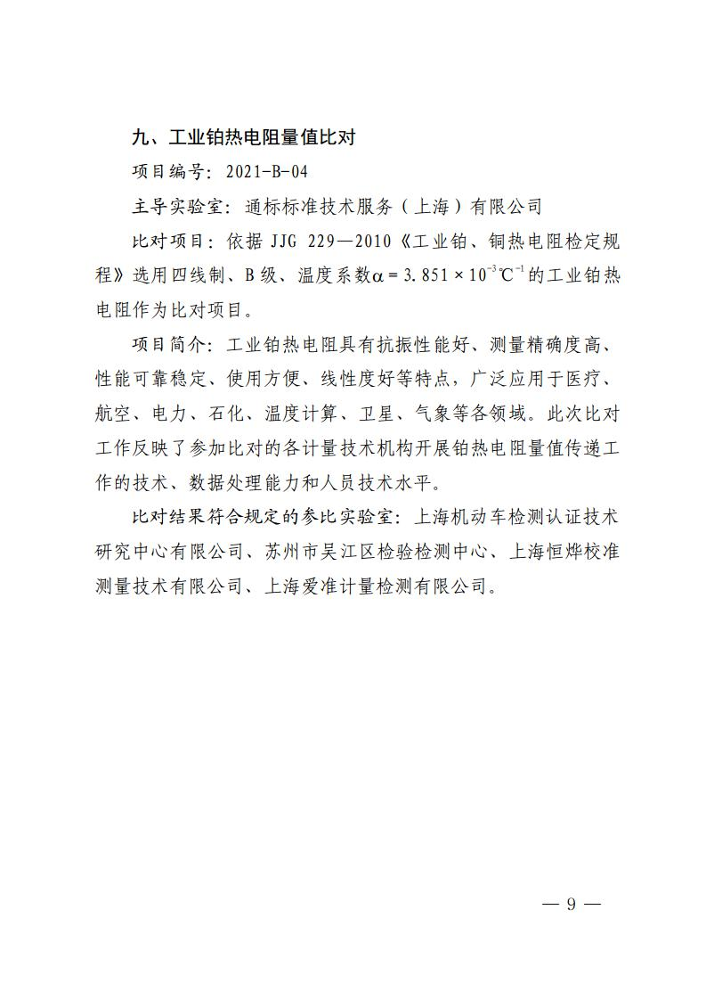 九、工业铂热电阻量值比对
项目编号：2021-B-04
主导实验室：通标标准技术服务（上海）有限公司
比对项目：依据 JJG 229—2010《工业铂、铜热电阻检定规
程》选用四线制、B 级、温度系数α＝3.851×10⁻³℃⁻¹的工业铂热
电阻作为比对项目。
项目简介：工业铂热电阻具有抗振性能好、测量精确度高、
性能可靠稳定、使用方便、线性度好等特点，广泛应用于医疗、
航空、电力、石化、温度计算、卫星、气象等各领域。此次比对
工作反映了参加比对的各计量技术机构开展铂热电阻量值传递工
作的技术、数据处理能力和人员技术水平。
比对结果符合规定的参比实验室：上海机动车检测认证技术
研究中心有限公司、苏州市吴江区检验检测中心、上海恒烨校准
测量技术有限公司、上海爱准计量检测有限公司。
— 9 —